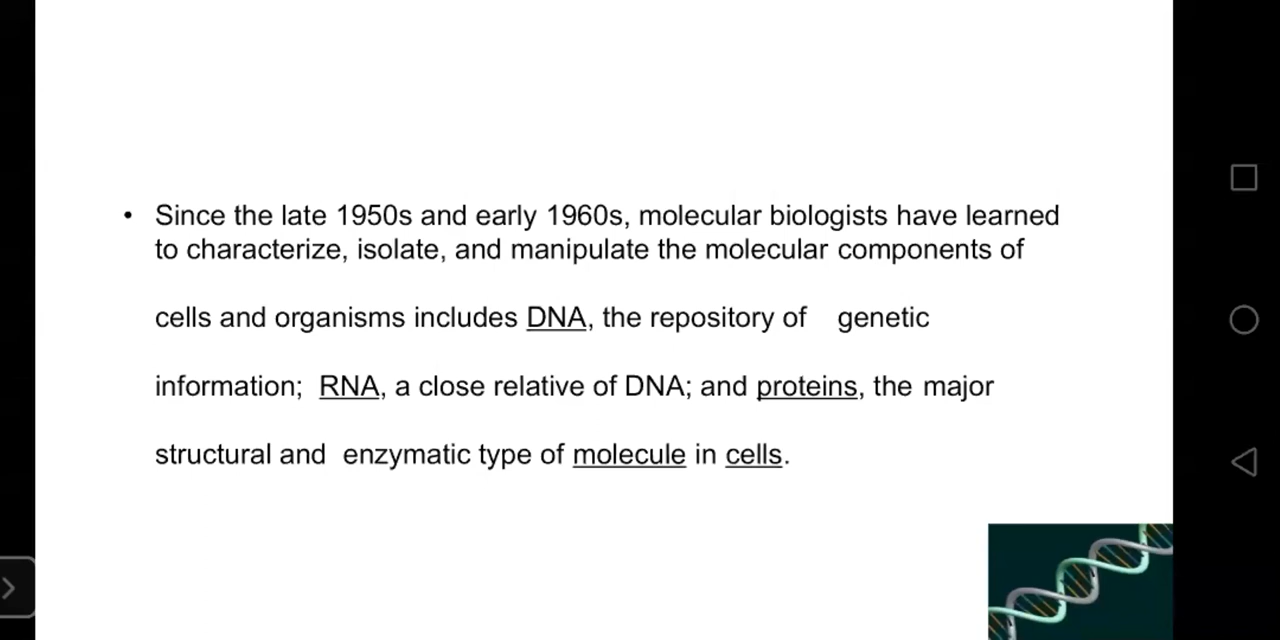 • Since the late 1950s and early 1960s, molecular biologists have learned
to characterize, isolate, and manipulate the molecular components of
cells and organisms includes DNA, the repository of genetic
information; RNA, a close relative of DNA; and proteins, the major
structural and enzymatic type of molecule in cells.